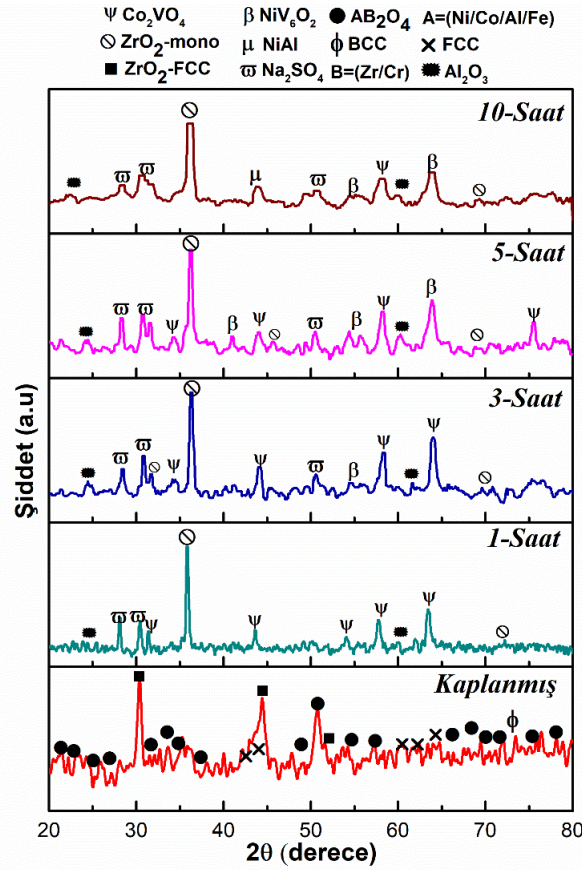 ψ Co₂VO₄ β NiV₆O₂ ● AB₂O₄ A=(Ni/Co/Al/Fe)
⦸ ZrO₂-mono μ NiAl ϕ BCC × FCC
■ ZrO₂-FCC ϖ Na₂SO₄ B=(Zr/Cr) Al₂O₃
10-Saat
ϖ ϖ μ ϖ β ψ β
5-Saat
ϖ ϖ ψ β ψ ϖ β ψ β ψ
3-Saat
ϖ ϖ ψ ψ ϖ β ψ ψ
1-Saat
ϖ ϖ ψ ψ ψ ψ ψ
Kaplanmış
ϕ
Şiddet (a.u)
20 30 40 50 60 70 80
2θ (derece)